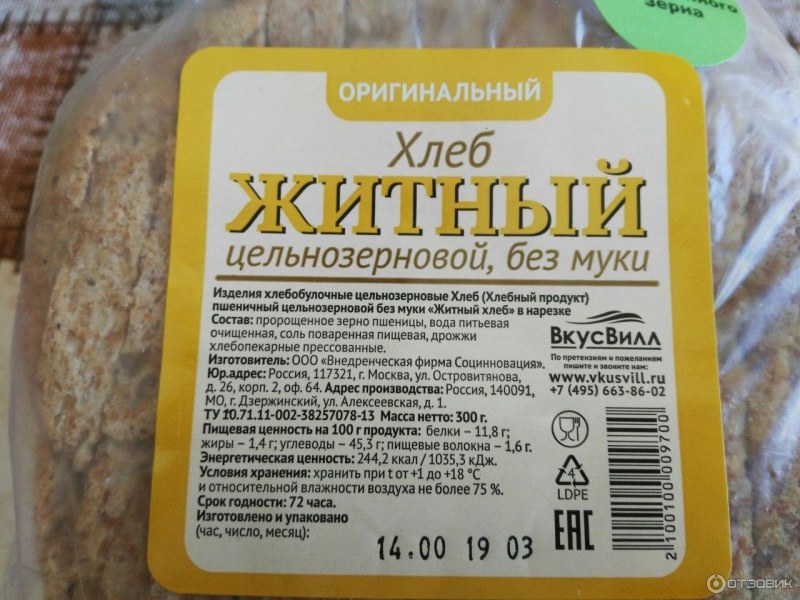 зерна
ОРИГИНАЛЬНЫЙ
Хлеб
ЖИТНЫЙ
цельнозерновой, без муки
Изделия хлебобулочные цельнозерновые Хлеб (Хлебный продукт)
пшеничный цельнозерновой без муки «Житный хлеб» в нарезке
Состав: пророщенное зерно пшеницы, вода питьевая
очищенная, соль поваренная пищевая, дрожжи
хлебопекарные прессованные.
Изготовитель: ООО «Внедренческая фирма Социнновация».
Юр.адрес: Россия, 117321, г. Москва, ул. Островитянова,
д. 26, корп. 2, оф. 64. Адрес производства: Россия, 140091,
МО, г. Дзержинский, ул. Алексеевская, д. 1.
ТУ 10.71.11-002-38257078-13 Масса нетто: 300 г.
Пищевая ценность на 100 г продукта: белки – 11,8 г;
жиры – 1,4 г; углеводы – 45,3 г; пищевые волокна – 1,6 г.
Энергетическая ценность: 244,2 ккал / 1035,3 кДж.
Условия хранения: хранить при t от +1 до +18 °С
и относительной влажности воздуха не более 75 %.
Срок годности: 72 часа.
Изготовлено и упаковано
(час, число, месяц):
14.00 19 03
ВкусВилл
По претензиям и пожеланиям
пишите и звоните нам:
www.vkusvill.ru
+7 (495) 663-86-02
4
LDPE
EAC
2100100009700
ОТЗОВИК